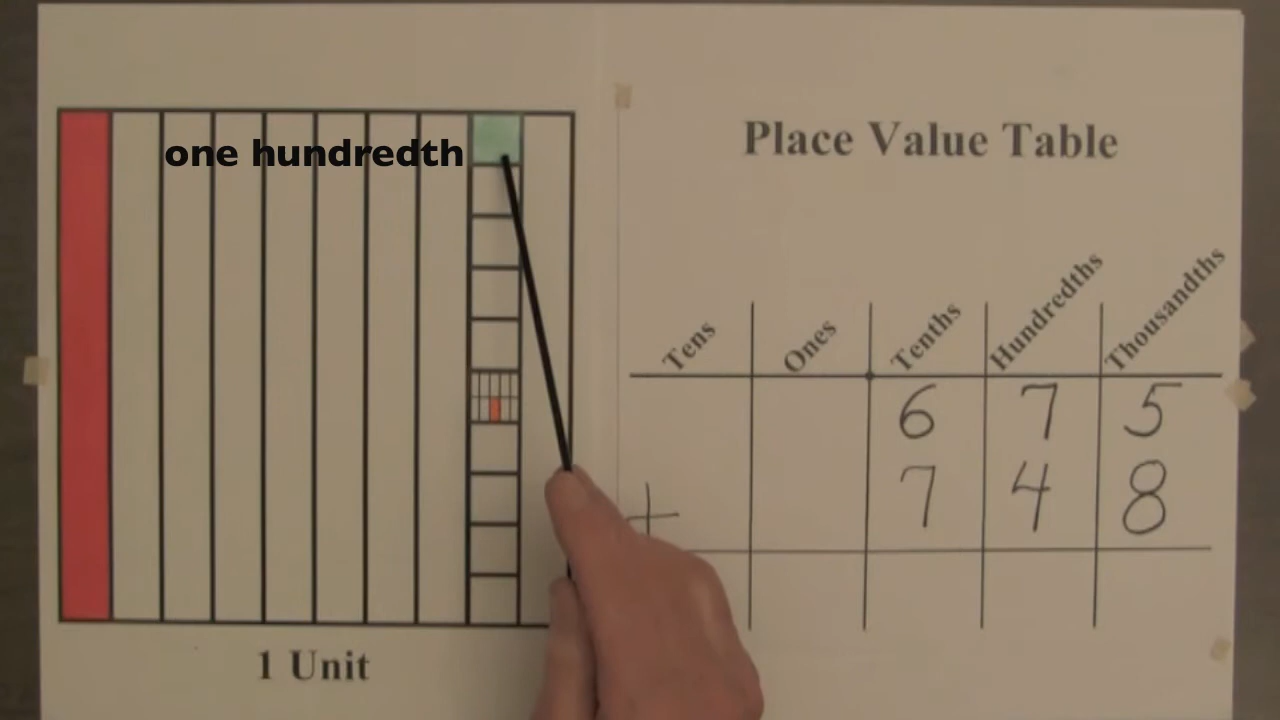 one hundredth
1 Unit
Place Value Table
Tens Ones Tenths Hundredths Thousandths
6 7 5
+ 7 4 8